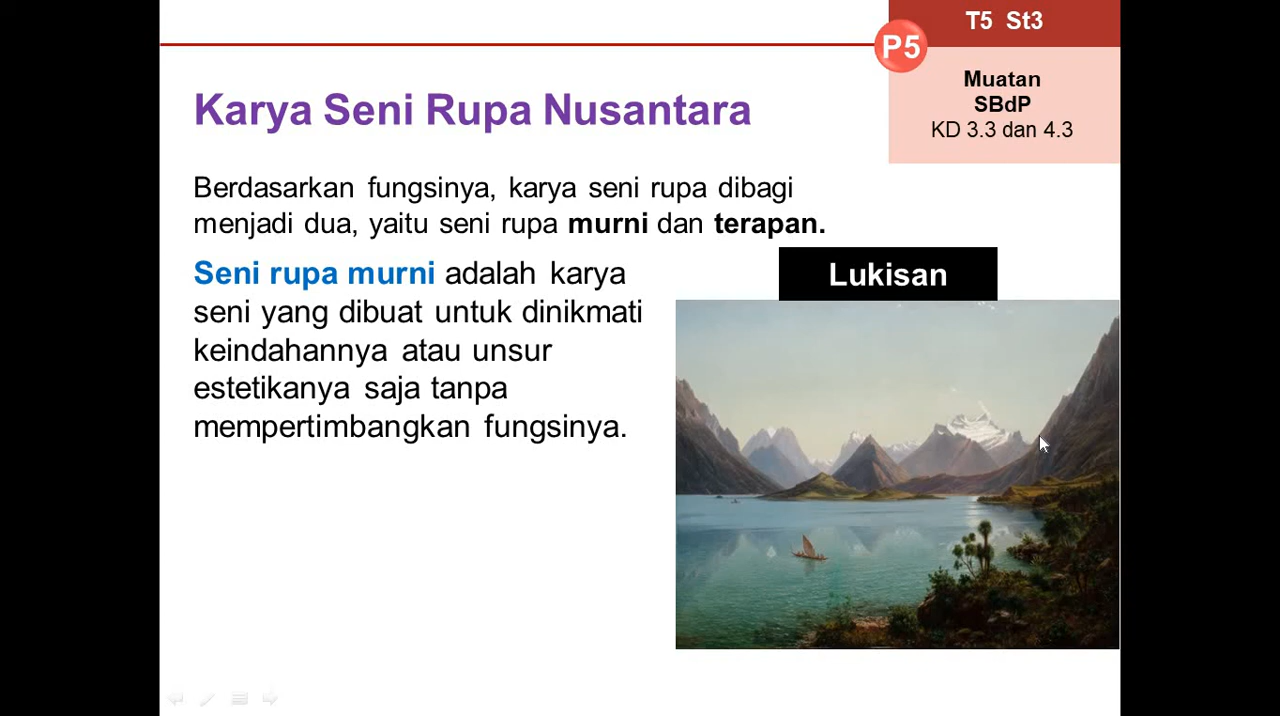 T5 St3
P5
Muatan
SBdP
KD 3.3 dan 4.3
Karya Seni Rupa Nusantara
Berdasarkan fungsinya, karya seni rupa dibagi
menjadi dua, yaitu seni rupa murni dan terapan.
Seni rupa murni adalah karya
seni yang dibuat untuk dinikmati
keindahannya atau unsur
estetikanya saja tanpa
mempertimbangkan fungsinya.
Lukisan